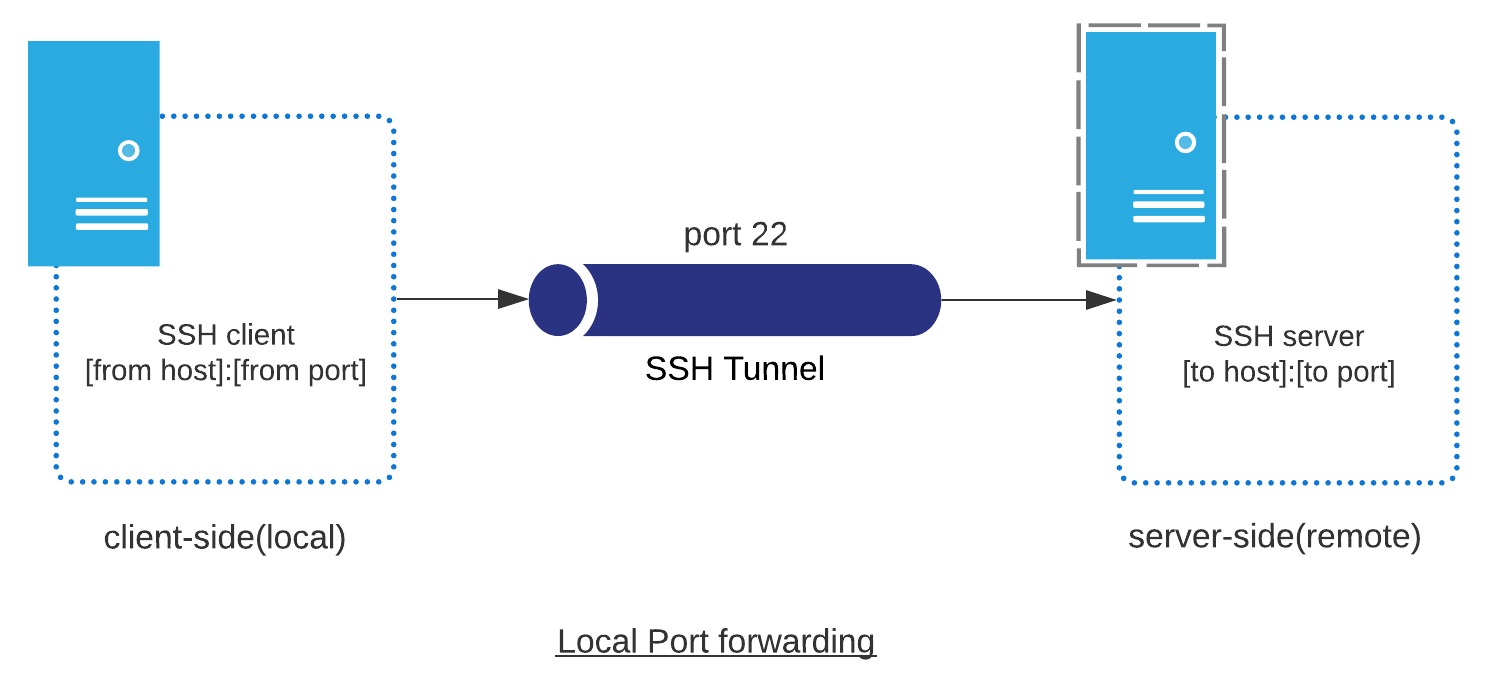 port 22
SSH client
[from host]:[from port]
SSH Tunnel
SSH server
[to host]:[to port]
client-side(local)
server-side(remote)
Local Port forwarding